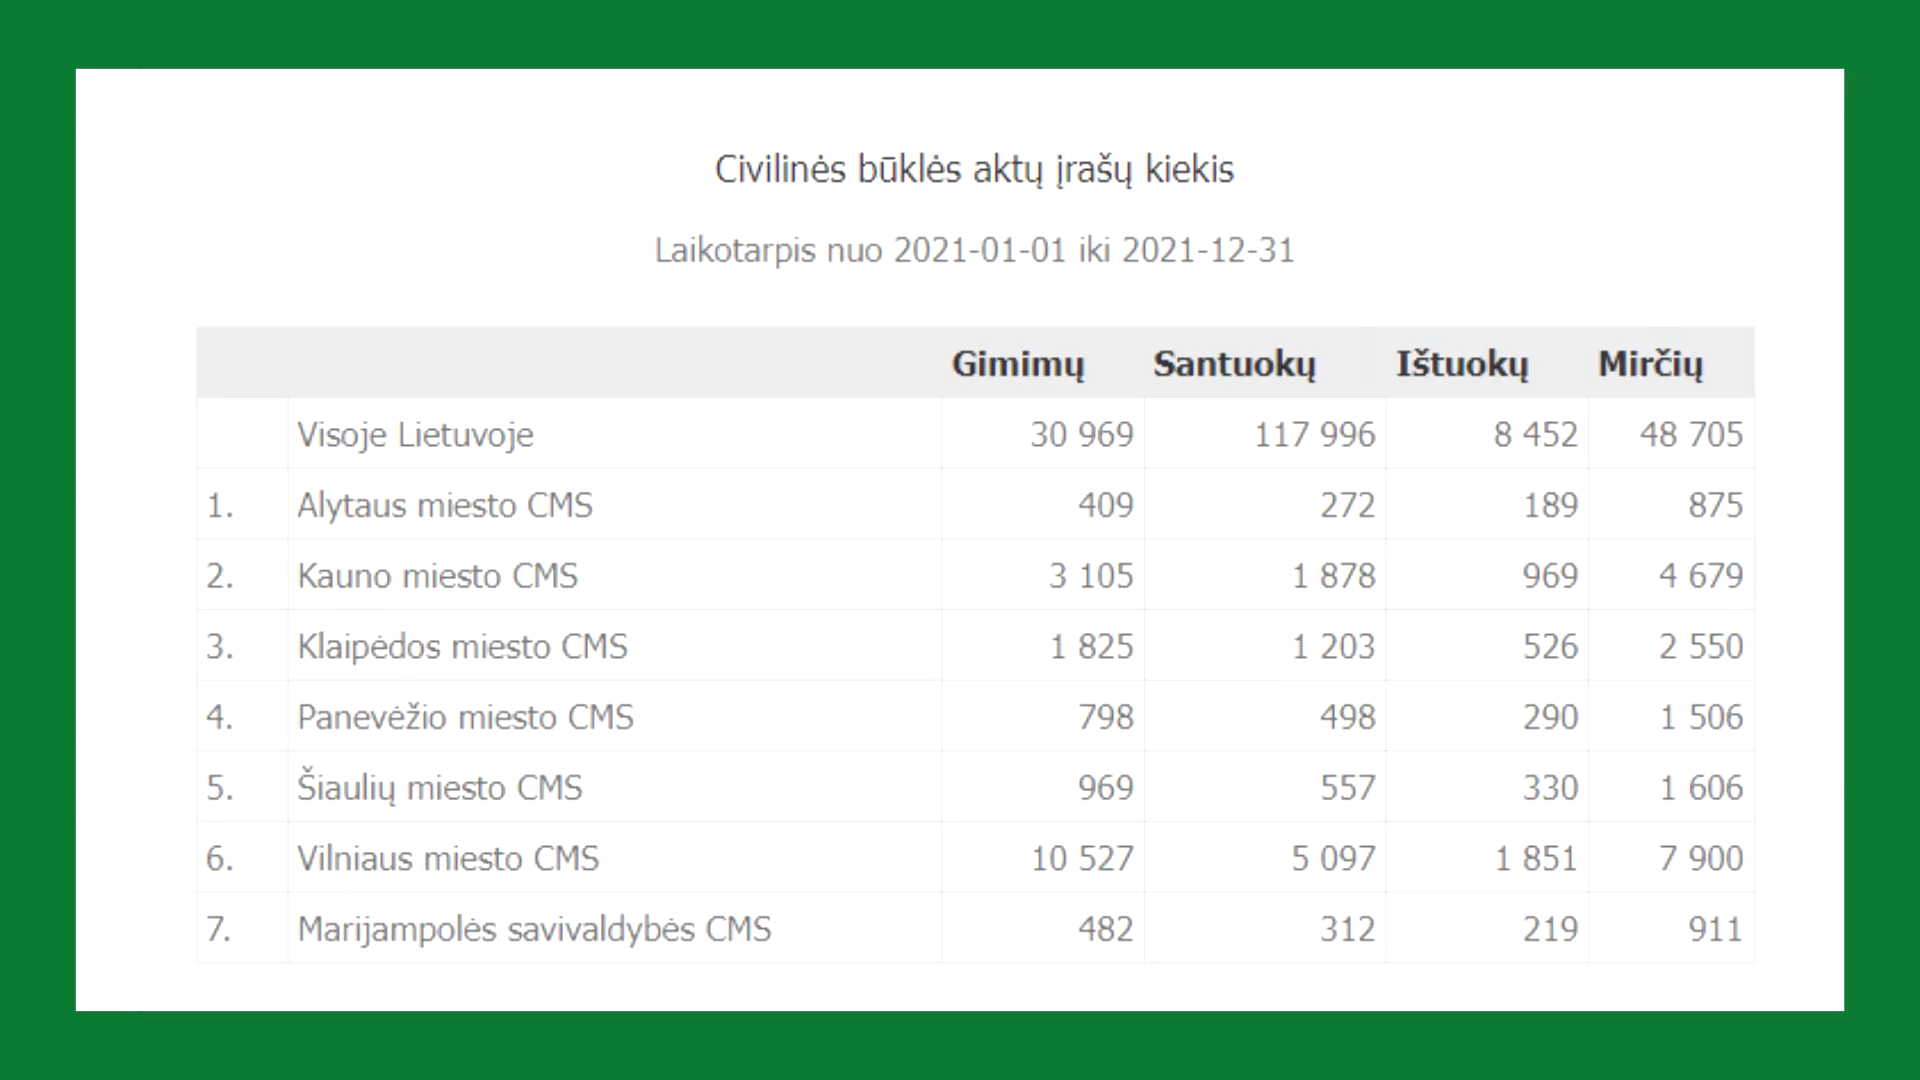 Civilinės būklės aktų įrašų kiekis
Laikotarpis nuo 2021-01-01 iki 2021-12-31
Gimimų Santuokų Ištuokų Mirčių
Visoje Lietuvoje 30 969 117 996 8 452 48 705
1. Alytaus miesto CMS 409 272 189 875
2. Kauno miesto CMS 3 105 1 878 969 4 679
3. Klaipėdos miesto CMS 1 825 1 203 526 2 550
4. Panevėžio miesto CMS 798 498 290 1 506
5. Šiaulių miesto CMS 969 557 330 1 606
6. Vilniaus miesto CMS 10 527 5 097 1 851 7 900
7. Marijampolės savivaldybės CMS 482 312 219 911